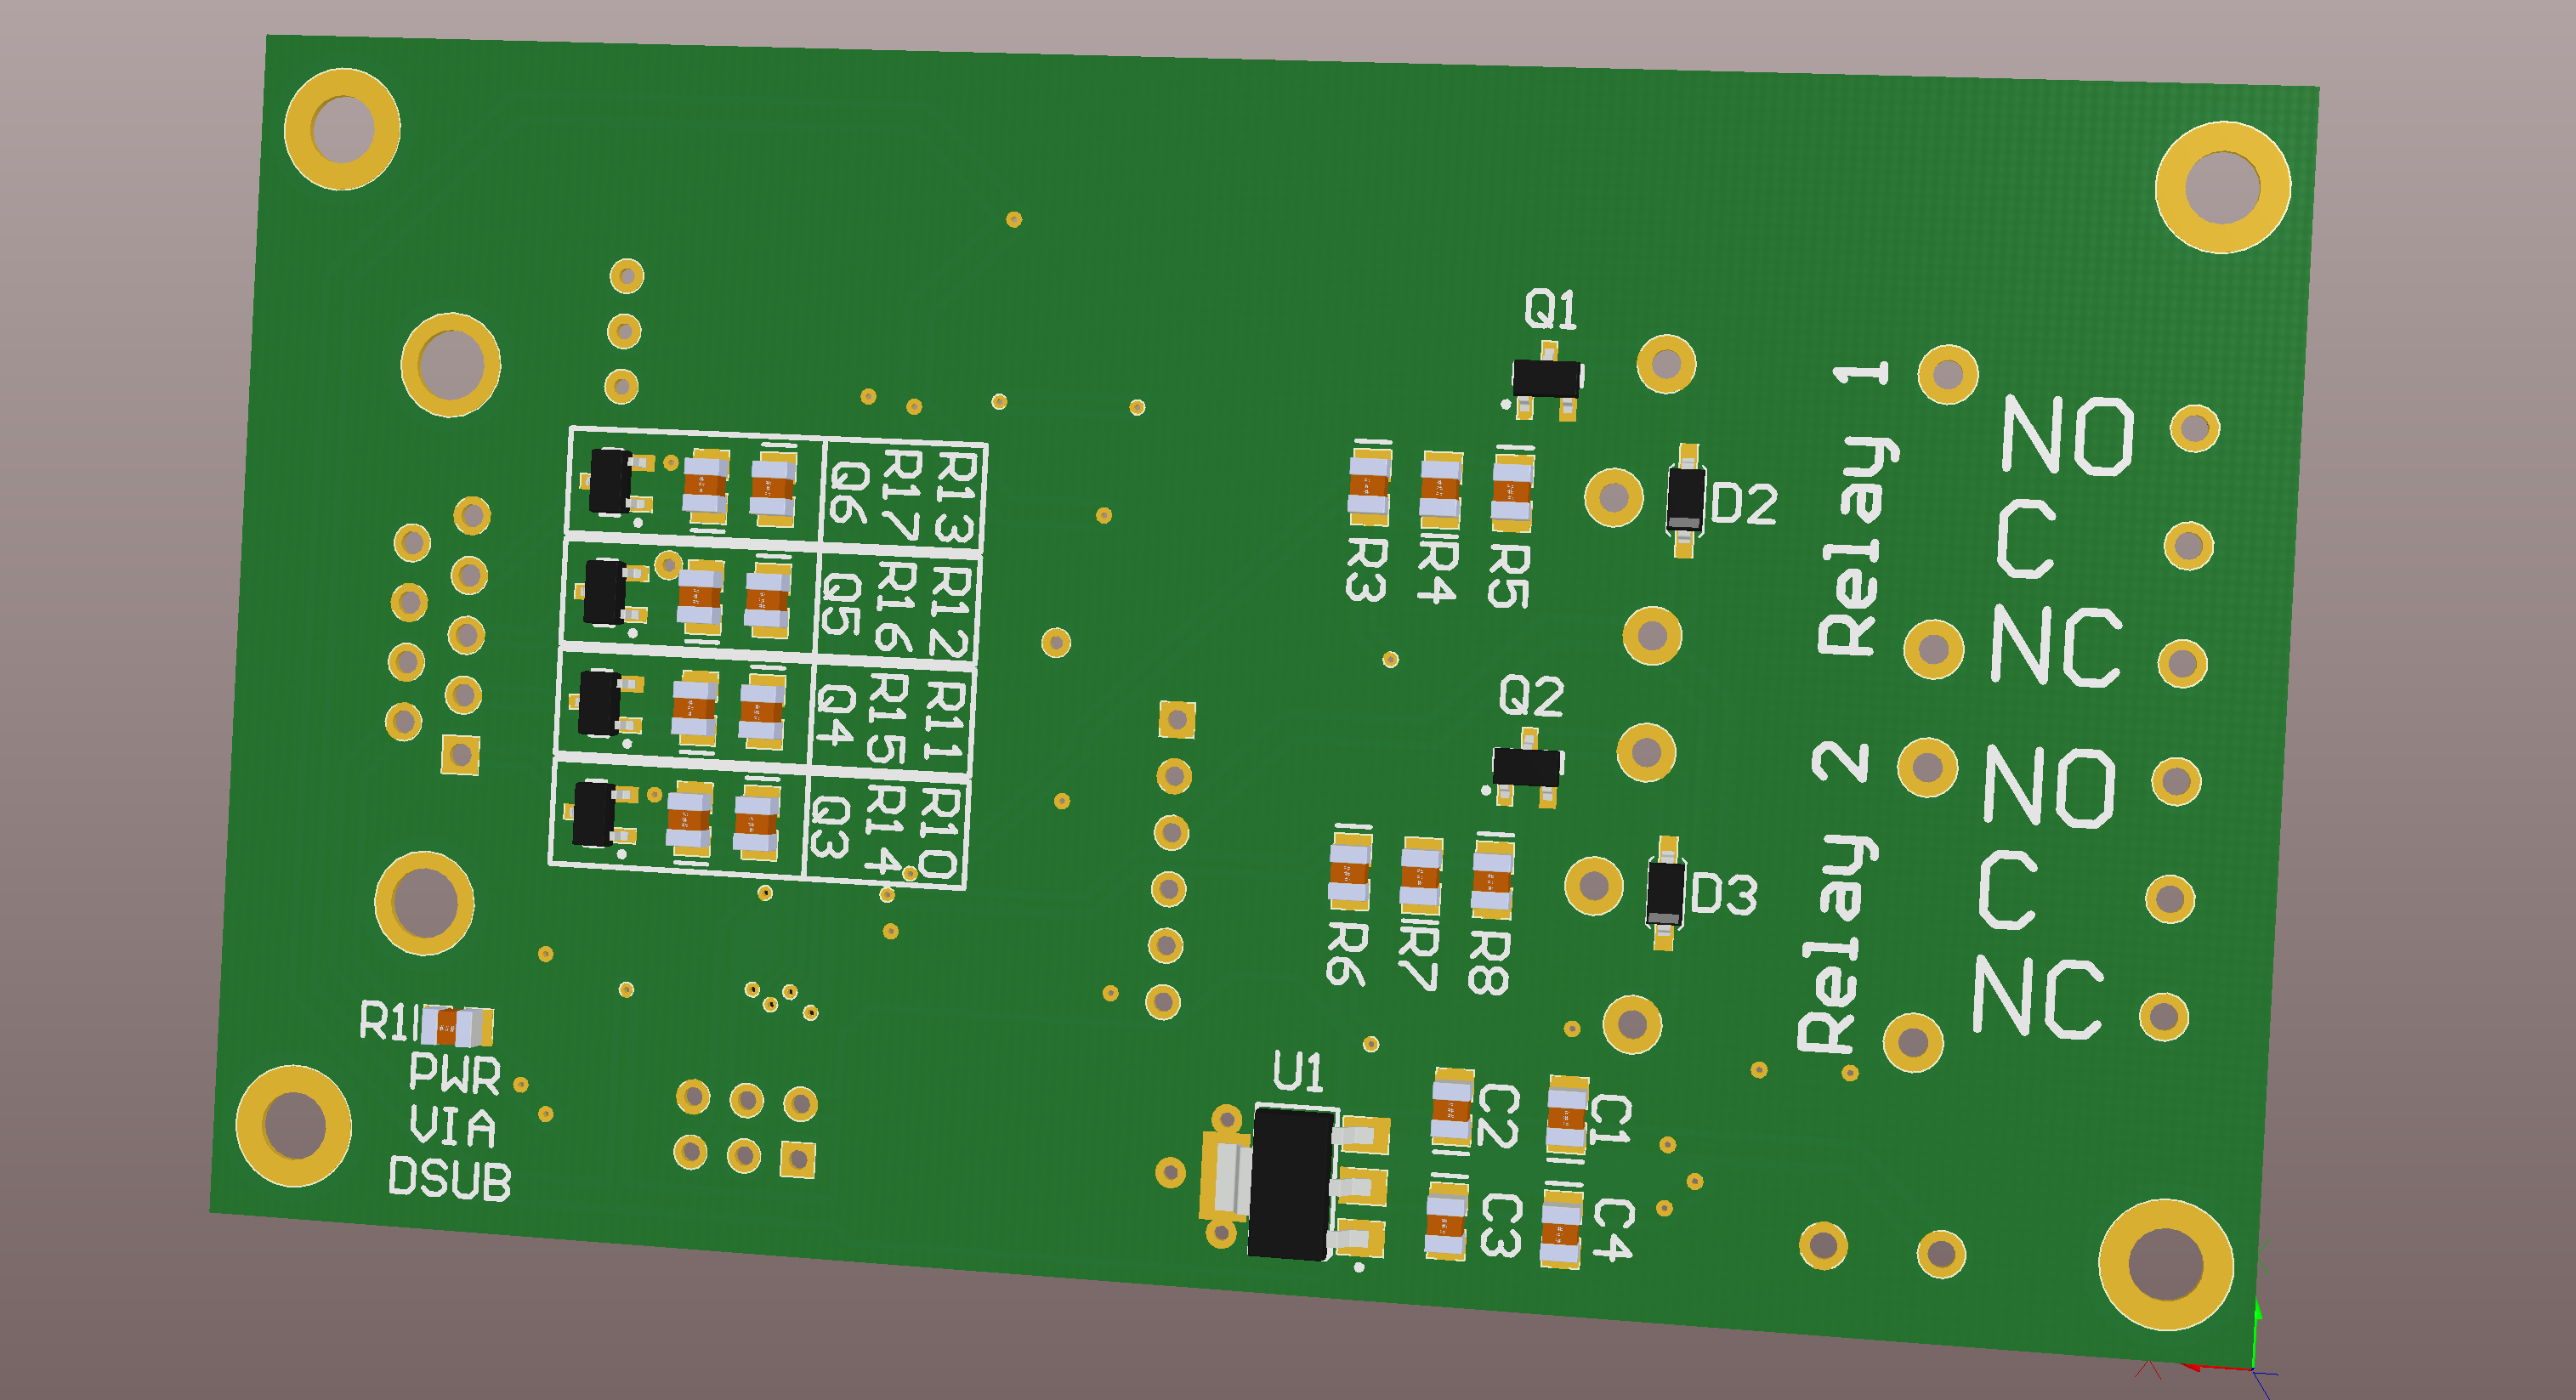 Q1
R13
R17
Q6
R12
R16
Q5
R11
R15
Q4
R10
R14
Q3
R3
R4
R5
D2
Relay 1
NO
C
NC
Q2
R6
R7
R8
D3
Relay 2
NO
C
NC
R1
PWR
VIA
DSUB
U1
C2
C1
C3
C4